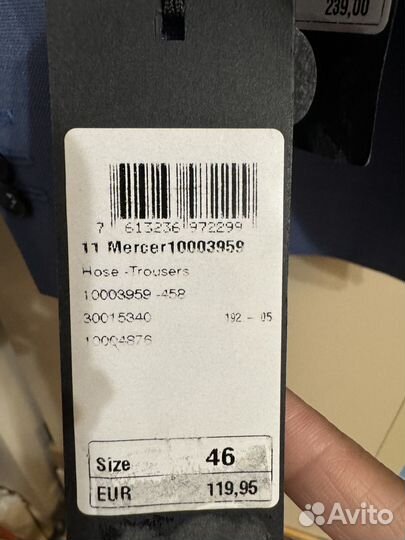 239,00
7 613236 972299
11 Mercer10003959
Hose -Trousers
10003959 -458
30015340 192 - 05
10004876
Size 46
EUR 119,95
Avito